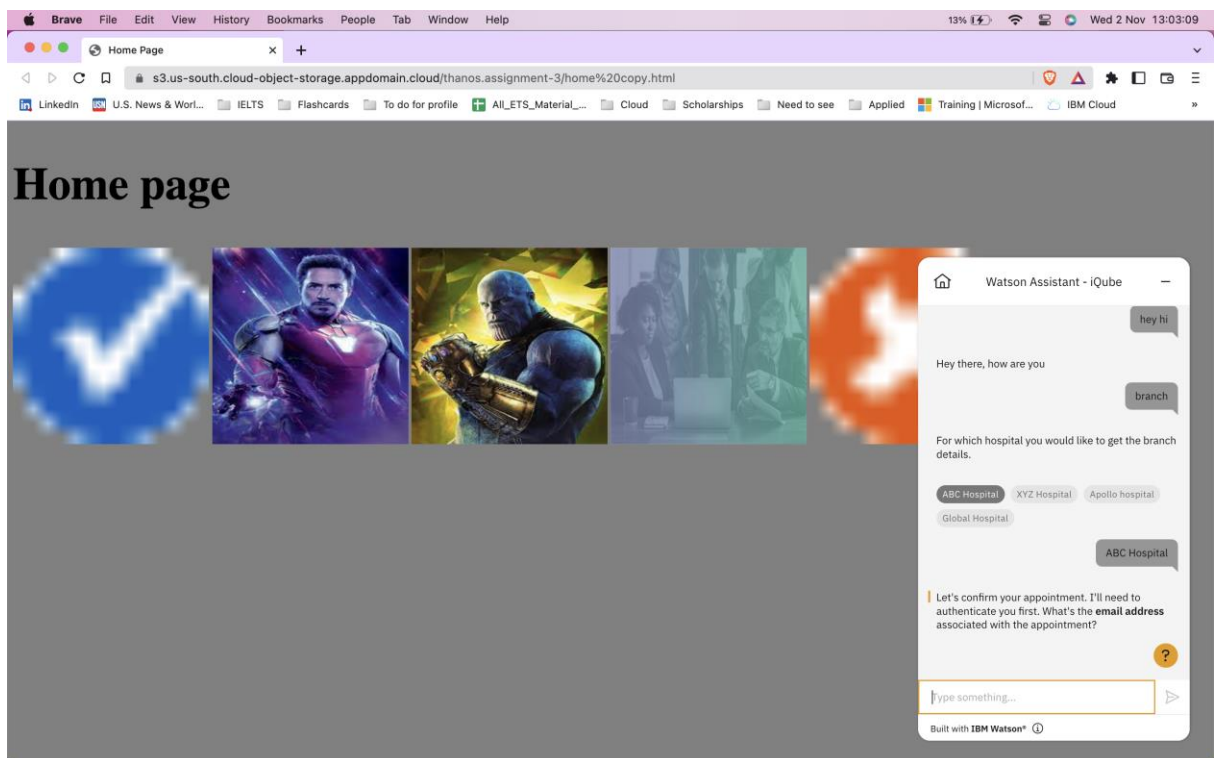 Brave File Edit View History Bookmarks People Tab Window Help 13% Wed 2 Nov 13:03:09
Home Page
s3.us-south.cloud-object-storage.appdomain.cloud/thanos.assignment-3/home%20copy.html
LinkedIn U.S. News & Worl... IELTS Flashcards To do for profile All_ETS_Material_... Cloud Scholarships Need to see Applied Training | Microsof... IBM Cloud »
Home page
Watson Assistant - iQube
hey hi
Hey there, how are you
branch
For which hospital you would like to get the branch
details.
ABC Hospital XYZ Hospital Apollo hospital
Global Hospital
ABC Hospital
Let's confirm your appointment. I'll need to
authenticate you first. What's the email address
associated with the appointment?
?
Type something...
Built with IBM Watson®